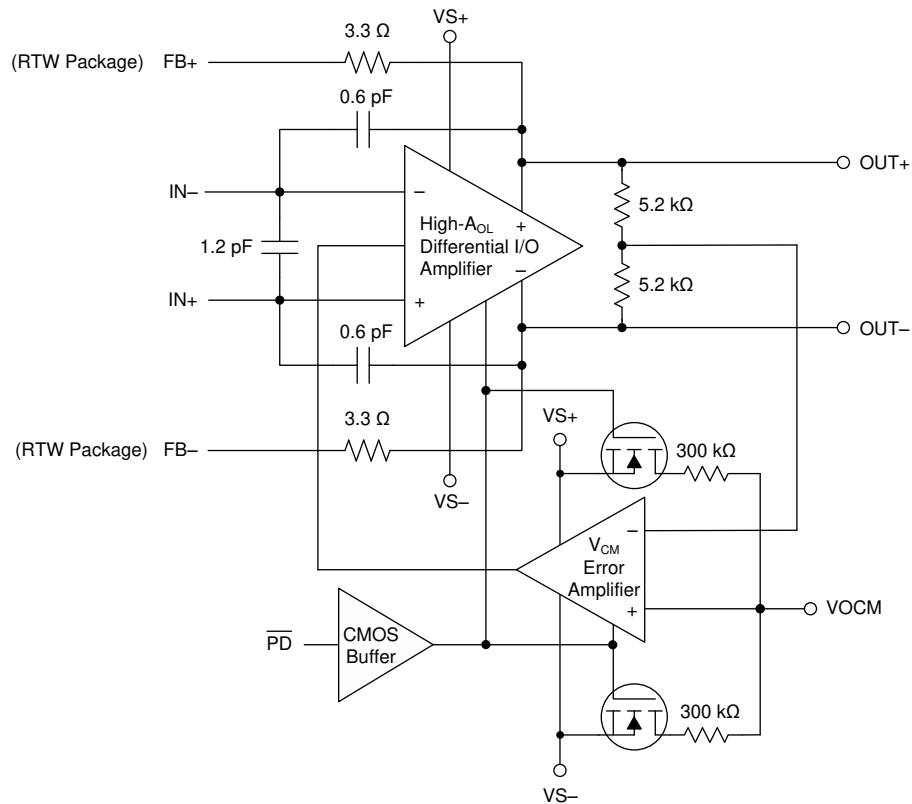 VS+
3.3 Ω
(RTW Package) FB+
0.6 pF
OUT+
IN–
–
5.2 kΩ
High-AOL
+
Differential I/O
1.2 pF
Amplifier
–
5.2 kΩ
IN+
+
0.6 pF
OUT–
VS+
3.3 Ω
300 kΩ
(RTW Package) FB–
VS–
–
VCM
Error
Amplifier
+
VOCM
PD
CMOS
Buffer
300 kΩ
VS–